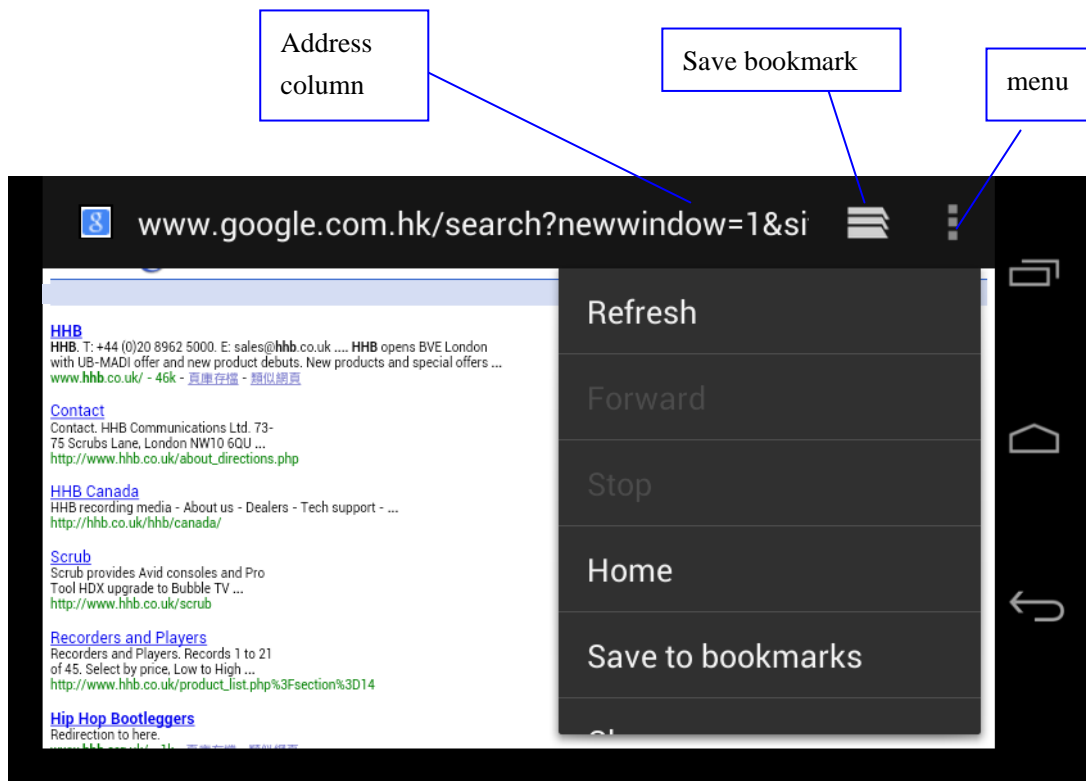 Address
column
Save bookmark
menu
8
www.google.com.hk/search?newwindow=1&si
HHB
HHB. T: +44 (0)20 8962 5000. E: sales@hhb.co.uk .... HHB opens BVE London
with UB-MADI offer and new product debuts. New products and special offers ...
www.hhb.co.uk/ - 46k - 頁庫存檔 - 類似網頁
Contact
Contact. HHB Communications Ltd. 73-
75 Scrubs Lane, London NW10 6QU ...
http://www.hhb.co.uk/about_directions.php
HHB Canada
HHB recording media - About us - Dealers - Tech support - ...
http://hhb.co.uk/hhb/canada/
Scrub
Scrub provides Avid consoles and Pro
Tool HDX upgrade to Bubble TV ...
http://www.hhb.co.uk/scrub
Recorders and Players
Recorders and Players. Records 1 to 21
of 45. Select by price, Low to High ...
http://www.hhb.co.uk/product_list.php%3Fsection%3D14
Hip Hop Bootleggers
Redirection to here.
Refresh
Forward
Stop
Home
Save to bookmarks